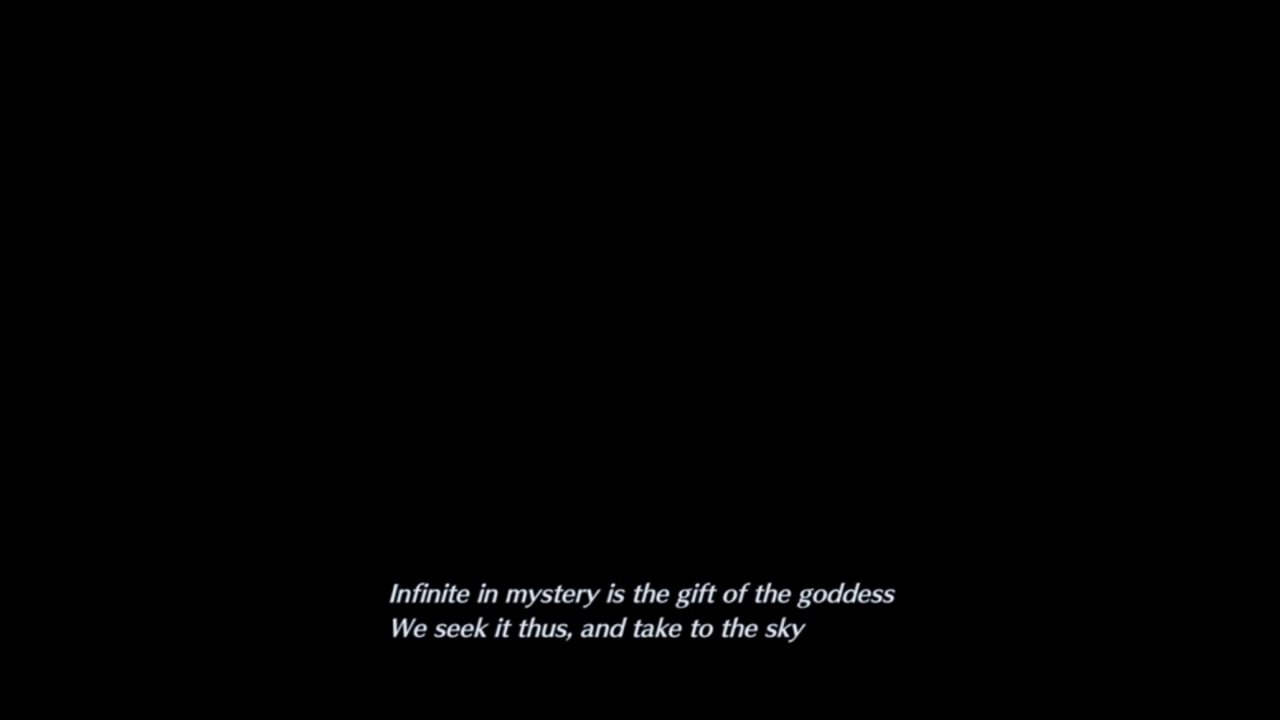 Infinite in mystery is the gift of the goddess
We seek it thus, and take to the sky